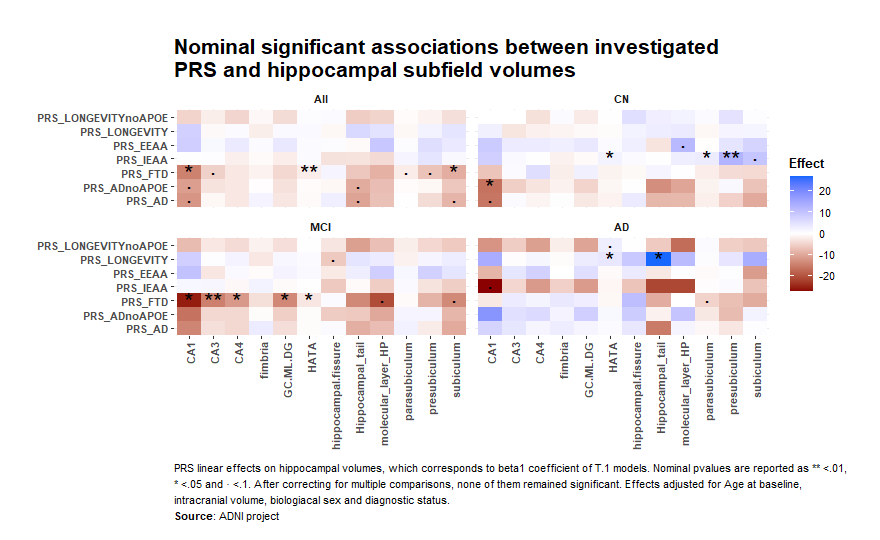 Nominal significant associations between investigated
PRS and hippocampal subfield volumes
All
CN
PRS_LONGEVITYnoAPOE
PRS_LONGEVITY
PRS_EEAA
PRS_IEAA
PRS_FTD
PRS_ADnoAPOE
PRS_AD
* ** · * ** *
· * · · *
* · · ·
· · · ·
Effect
20
10
0
-10
-20
MCI
AD
PRS_LONGEVITYnoAPOE
PRS_LONGEVITY
PRS_EEAA
PRS_IEAA
PRS_FTD
PRS_ADnoAPOE
PRS_AD
·
· * *
·
* ** * * * · · ·
CA1
CA3
CA4
fimbria
GC.ML.DG
HATA
hippocampal.fissure
Hippocampal_tail
molecular_layer_HP
parasubiculum
presubiculum
subiculum
CA1
CA3
CA4
fimbria
GC.ML.DG
HATA
hippocampal.fissure
Hippocampal_tail
molecular_layer_HP
parasubiculum
presubiculum
subiculum
PRS linear effects on hippocampal volumes, which corresponds to beta1 coefficient of T.1 models. Nominal pvalues are reported as ** <.01,
* <.05 and · <.1. After correcting for multiple comparisons, none of them remained significant. Effects adjusted for Age at baseline,
intracranial volume, biologiacal sex and diagnostic status.
Source: ADNI project